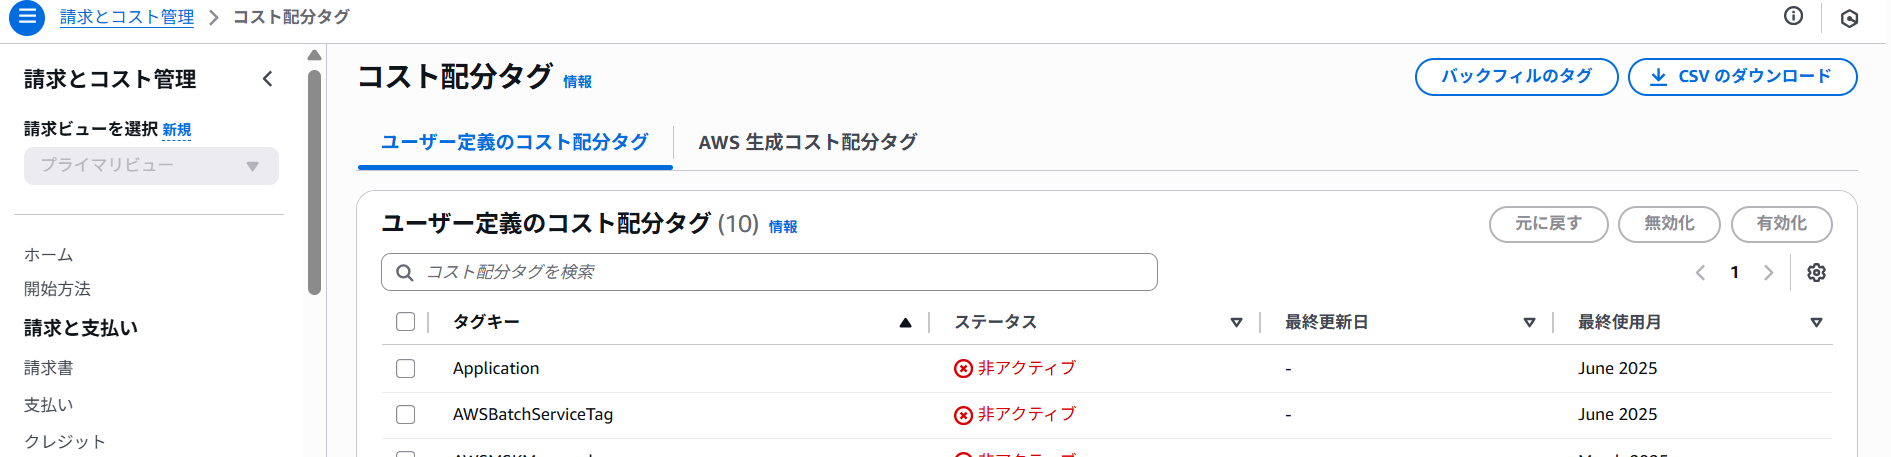 請求とコスト管理 > コスト配分タグ
請求とコスト管理
請求ビューを選択 新規
プライマリビュー
ホーム
開始方法
請求と支払い
請求書
支払い
クレジット
コスト配分タグ 情報
バックフィルのタグ
CSV のダウンロード
ユーザー定義のコスト配分タグ
AWS 生成コスト配分タグ
ユーザー定義のコスト配分タグ (10) 情報
元に戻す
無効化
有効化
コスト配分タグを検索
1
タグキー ステータス 最終更新日 最終使用月
Application 非アクティブ - June 2025
AWSBatchServiceTag 非アクティブ - June 2025